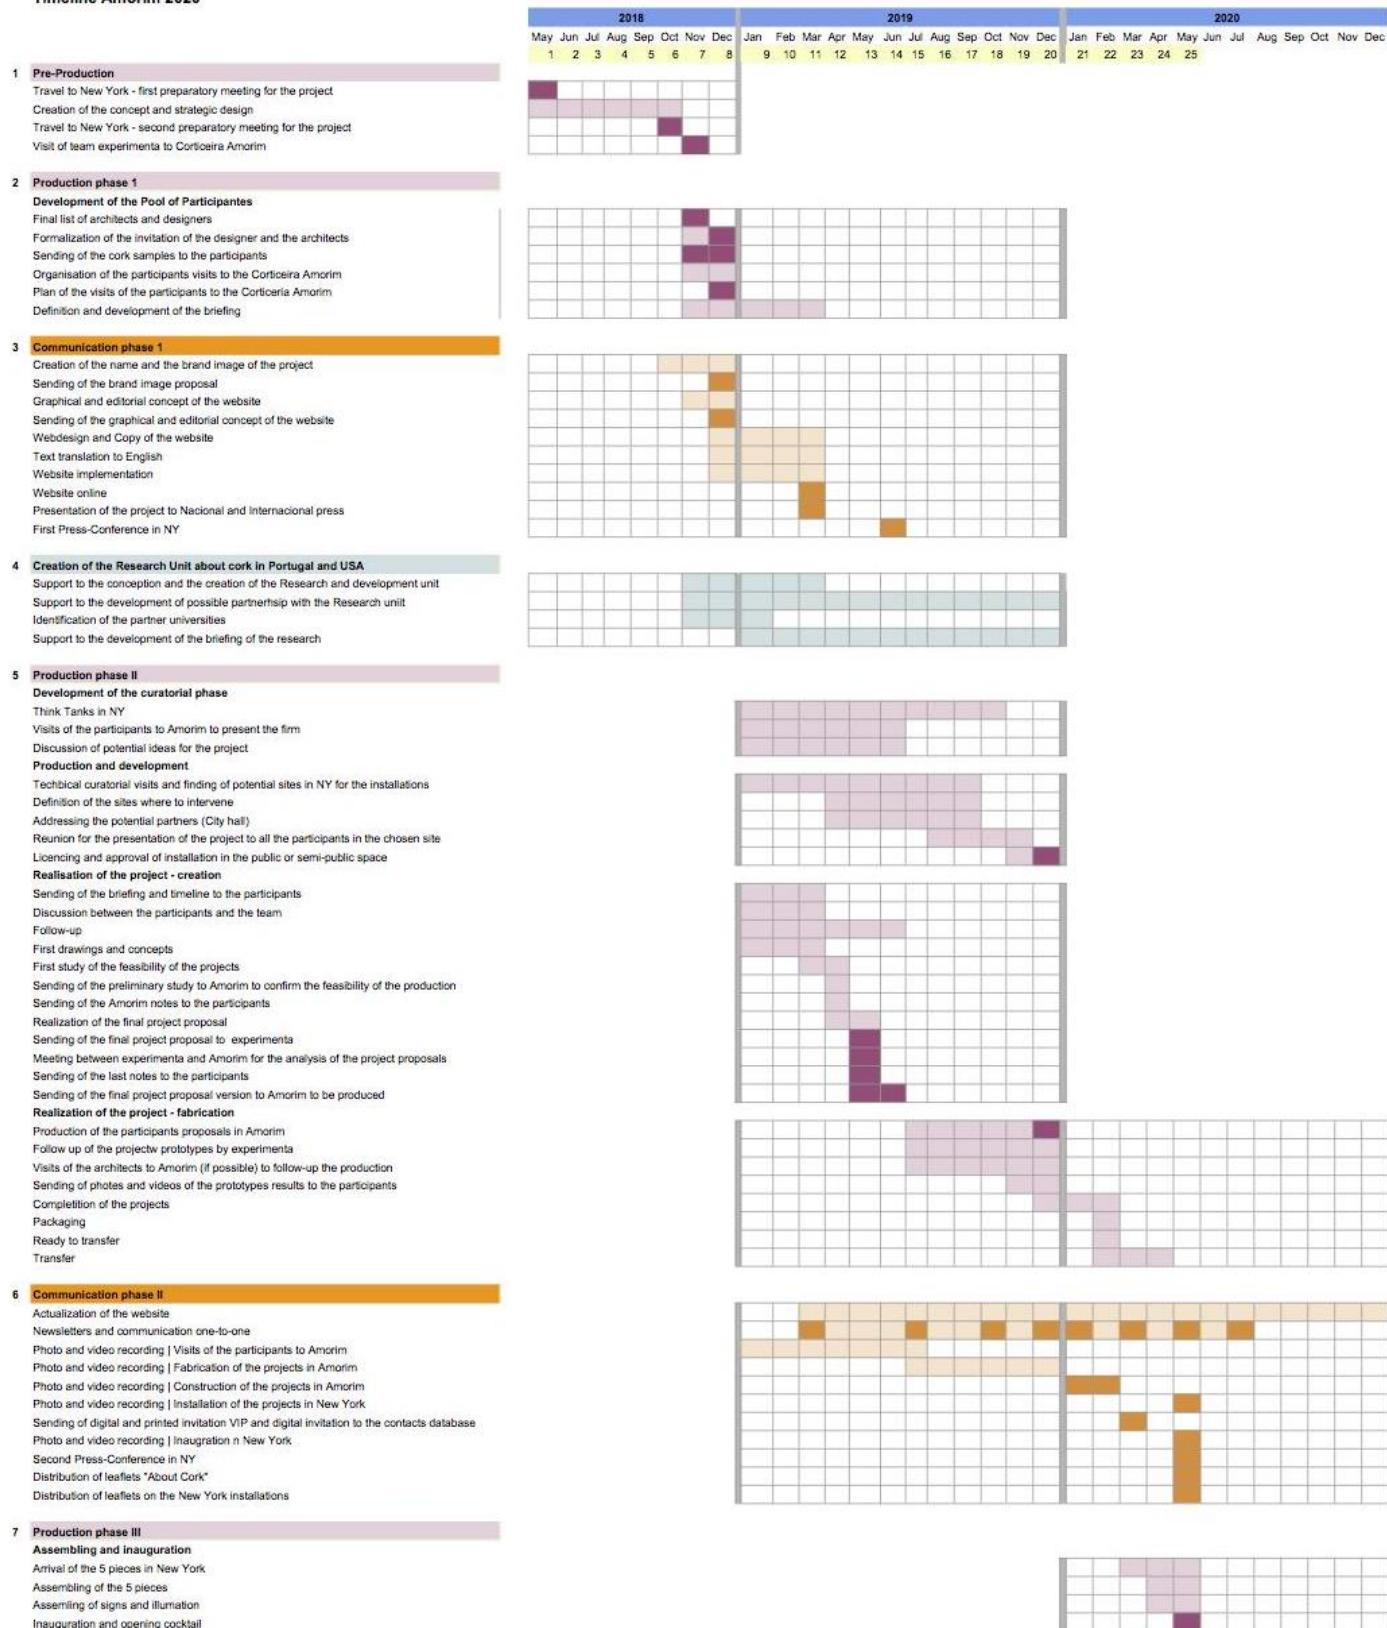 Timeline Amorim 2020
2018 2019 2020
May Jun Jul Aug Sep Oct Nov Dec Jan Feb Mar Apr May Jun Jul Aug Sep Oct Nov Dec Jan Feb Mar Apr May Jun Jul Aug Sep Oct Nov Dec
1 2 3 4 5 6 7 8 9 10 11 12 13 14 15 16 17 18 19 20 21 22 23 24 25
1 Pre-Production
Travel to New York - first preparatory meeting for the project
Creation of the concept and strategic design
Travel to New York - second preparatory meeting for the project
Visit of team experimenta to Corticeira Amorim
2 Production phase 1
Development of the Pool of Participantes
Final list of architects and designers
Formalization of the invitation of the designer and the architects
Sending of the cork samples to the participants
Organisation of the participants visits to the Corticeira Amorim
Plan of the visits of the participants to the Corticeria Amorim
Definition and development of the briefing
3 Communication phase 1
Creation of the name and the brand image of the project
Sending of the brand image proposal
Graphical and editorial concept of the website
Sending of the graphical and editorial concept of the website
Webdesign and Copy of the website
Text translation to English
Website implementation
Website online
Presentation of the project to Nacional and Internacional press
First Press-Conference in NY
4 Creation of the Research Unit about cork in Portugal and USA
Support to the conception and the creation of the Research and development unit
Support to the development of possible partnerhsip with the Research uniit
Identification of the partner universities
Support to the development of the briefing of the research
5 Production phase II
Development of the curatorial phase
Think Tanks in NY
Visits of the participants to Amorim to present the firm
Discussion of potential ideas for the project
Production and development
Techbical curatorial visits and finding of potential sites in NY for the installations
Definition of the sites where to intervene
Addressing the potential partners (City hall)
Reunion for the presentation of the project to all the participants in the chosen site
Licencing and approval of installation in the public or semi-public space
Realisation of the project - creation
Sending of the briefing and timeline to the participants
Discussion between the participants and the team
Follow-up
First drawings and concepts
First study of the feasibility of the projects
Sending of the preliminary study to Amorim to confirm the feasibility of the production
Sending of the Amorim notes to the participants
Realization of the final project proposal
Sending of the final project proposal to experimenta
Meeting between experimenta and Amorim for the analysis of the project proposals
Sending of the last notes to the participants
Sending of the final project proposal version to Amorim to be produced
Realization of the project - fabrication
Production of the participants proposals in Amorim
Follow up of the projectw prototypes by experimenta
Visits of the architects to Amorim (if possible) to follow-up the production
Sending of photes and videos of the prototypes results to the participants
Completition of the projects
Packaging
Ready to transfer
Transfer
6 Communication phase II
Actualization of the website
Newsletters and communication one-to-one
Photo and video recording | Visits of the participants to Amorim
Photo and video recording | Fabrication of the projects in Amorim
Photo and video recording | Construction of the projects in Amorim
Photo and video recording | Installation of the projects in New York
Sending of digital and printed invitation VIP and digital invitation to the contacts database
Photo and video recording | Inaugration n New York
Second Press-Conference in NY
Distribution of leaflets "About Cork"
Distribution of leaflets on the New York installations
7 Production phase III
Assembling and inauguration
Arrival of the 5 pieces in New York
Assembling of the 5 pieces
Assemling of signs and illumation
Inauguration and opening cocktail